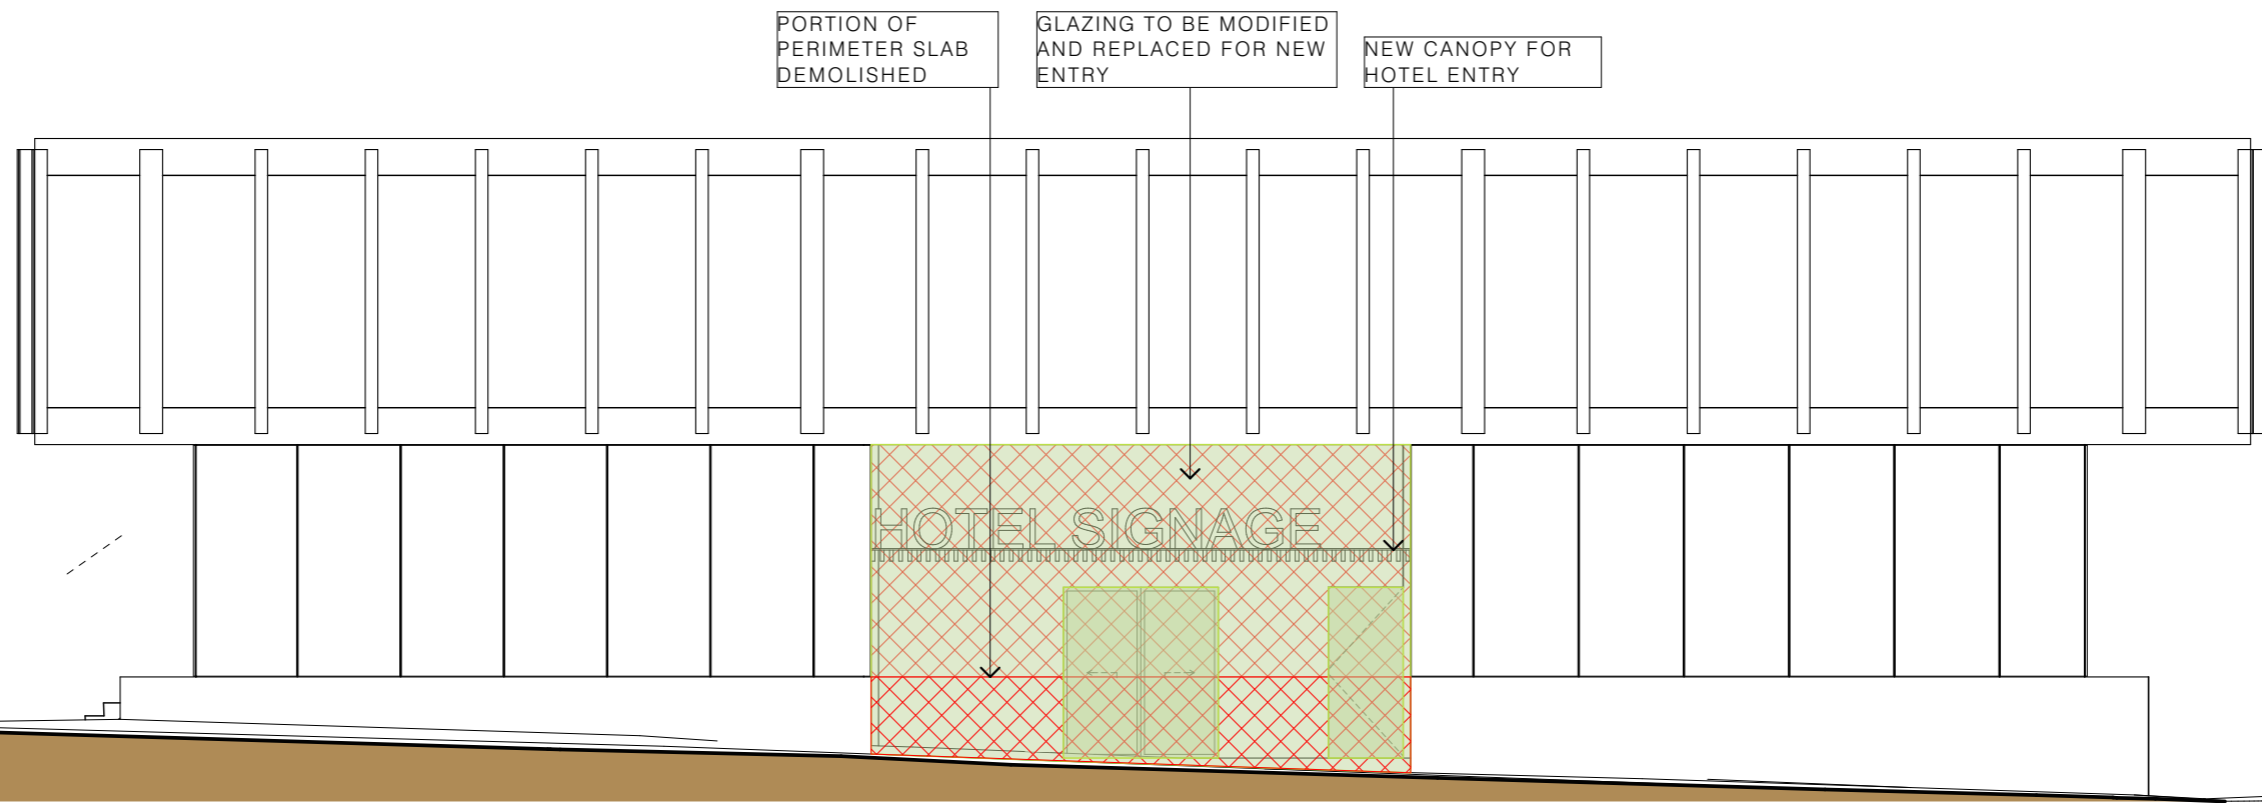 PORTION OF
PERIMETER SLAB
DEMOLISHED
GLAZING TO BE MODIFIED
AND REPLACED FOR NEW
ENTRY
NEW CANOPY FOR
HOTEL ENTRY
HOTEL SIGNAGE